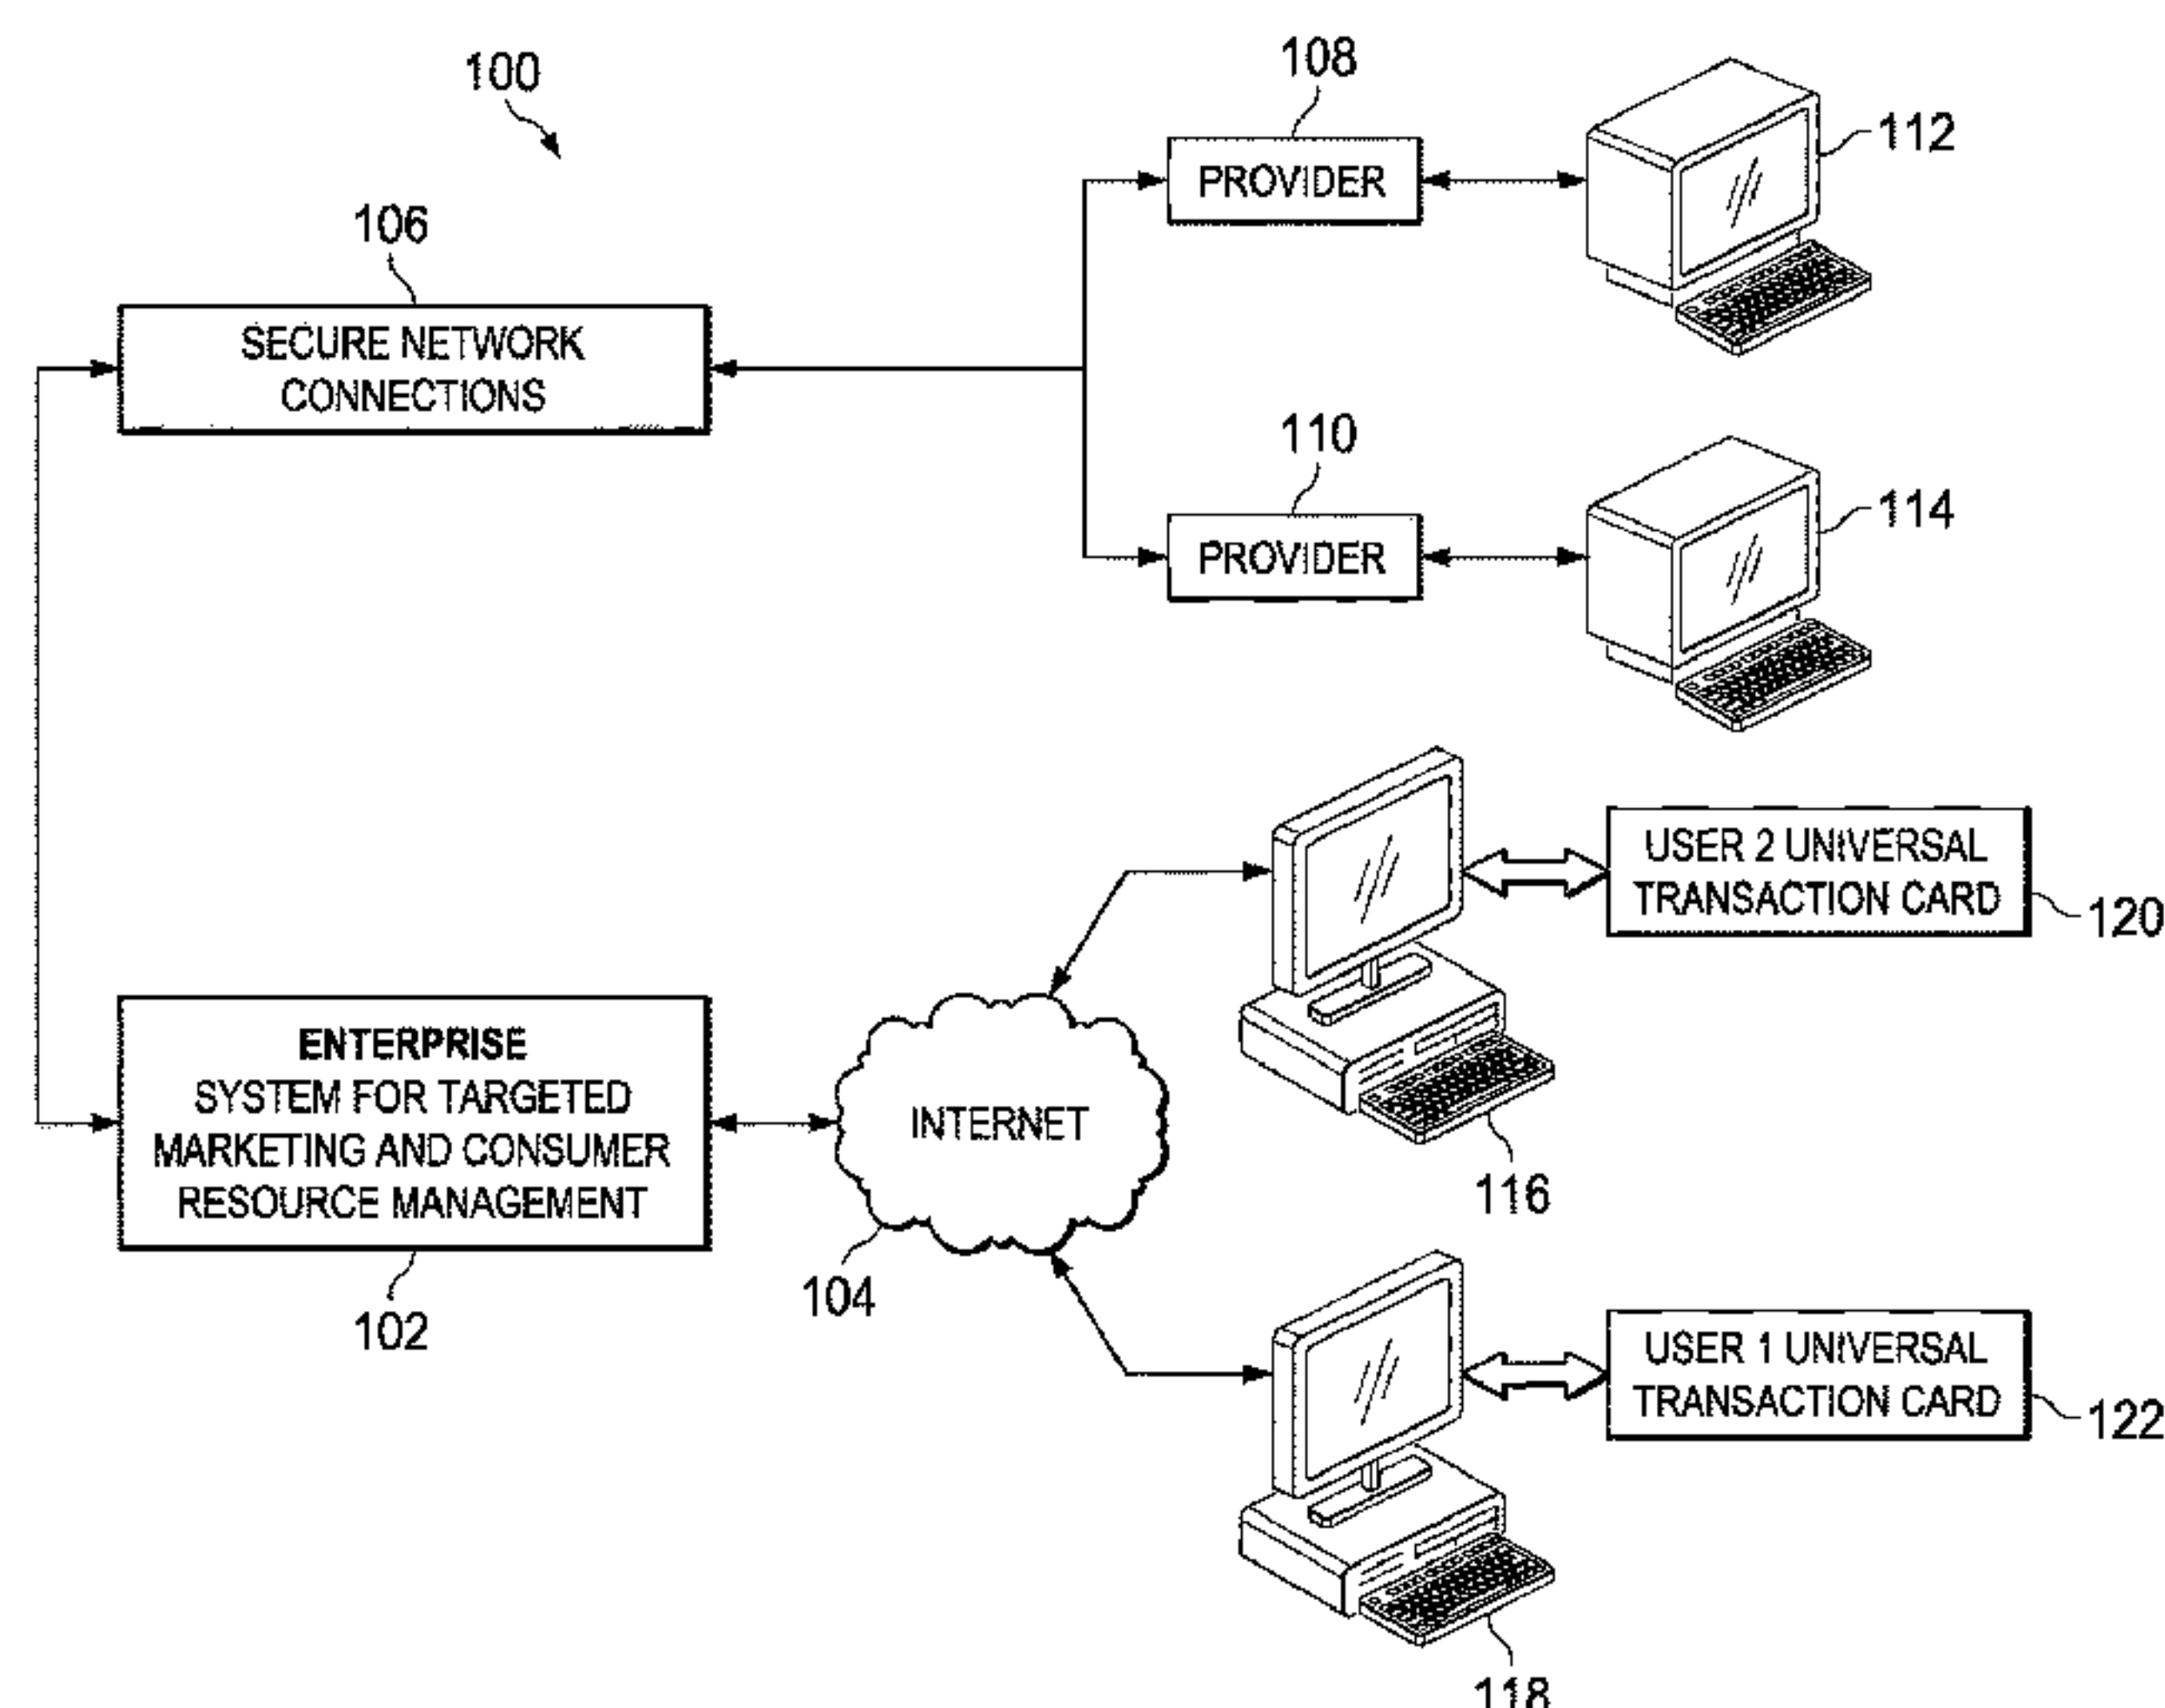 100
108
PROVIDER
112
106
SECURE NETWORK
CONNECTIONS
110
PROVIDER
114
USER 2 UNIVERSAL
TRANSACTION CARD
120
ENTERPRISE
SYSTEM FOR TARGETED
MARKETING AND CONSUMER
RESOURCE MANAGEMENT
102
INTERNET
104
116
USER 1 UNIVERSAL
TRANSACTION CARD
122
118